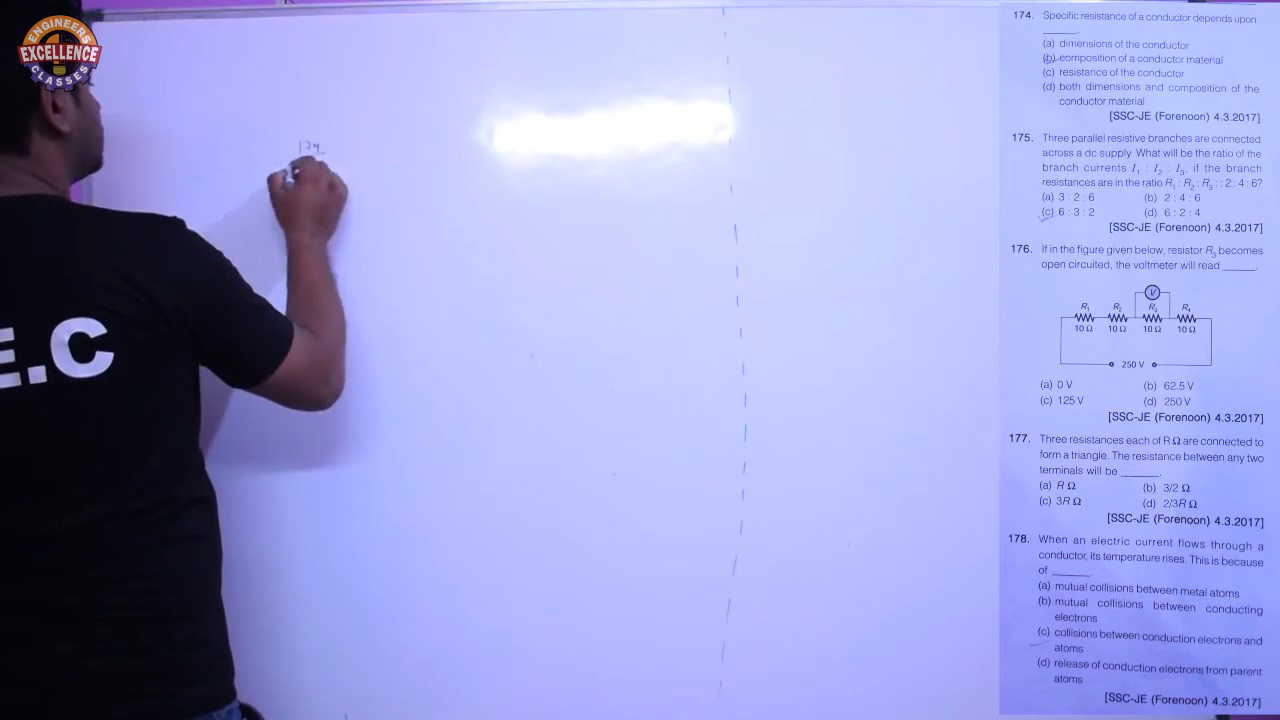 ENGINEERS
EXCELLENCE
CLASSES
E.C
174
174. Specific resistance of a conductor depends upon
______.
(a) dimensions of the conductor
(b) composition of a conductor material
(c) resistance of the conductor
(d) both dimensions and composition of the
conductor material
[SSC-JE (Forenoon) 4.3.2017]
175. Three parallel resistive branches are connected
across a dc supply. What will be the ratio of the
branch currents I₁ : I₂ : I₃, if the branch
resistances are in the ratio R₁ : R₂ : R₃ : : 2 : 4 : 6?
(a) 3 : 2 : 6 (b) 2 : 4 : 6
(c) 6 : 3 : 2 (d) 6 : 2 : 4
[SSC-JE (Forenoon) 4.3.2017]
176. If in the figure given below, resistor R₃ becomes
open circuited, the voltmeter will read ______.
V
R₁ R₂ R₃ R₄
10 Ω 10 Ω 10 Ω 10 Ω
250 V
(a) 0 V (b) 62.5 V
(c) 125 V (d) 250 V
[SSC-JE (Forenoon) 4.3.2017]
177. Three resistances each of R Ω are connected to
form a triangle. The resistance between any two
terminals will be ______.
(a) R Ω (b) 3/2 Ω
(c) 3R Ω (d) 2/3R Ω
[SSC-JE (Forenoon) 4.3.2017]
178. When an electric current flows through a
conductor, its temperature rises. This is because
of ______.
(a) mutual collisions between metal atoms
(b) mutual collisions between conducting
electrons
(c) collisions between conduction electrons and
atoms
(d) release of conduction electrons from parent
atoms
[SSC-JE (Forenoon) 4.3.2017]